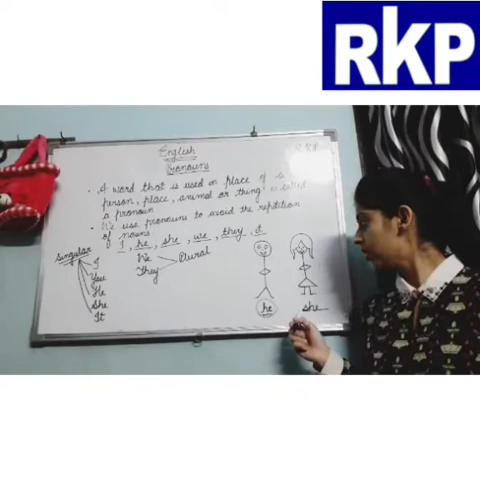 RKP
English
Pronouns
R.K.P
• A word that is used on place of a
person, place, animal or thing is called
a pronoun
• We use pronouns to avoid the repitition
of nouns
I, he, she, we, they, it
Singular
I
You
He
She
It
We
They
Plural
he
she